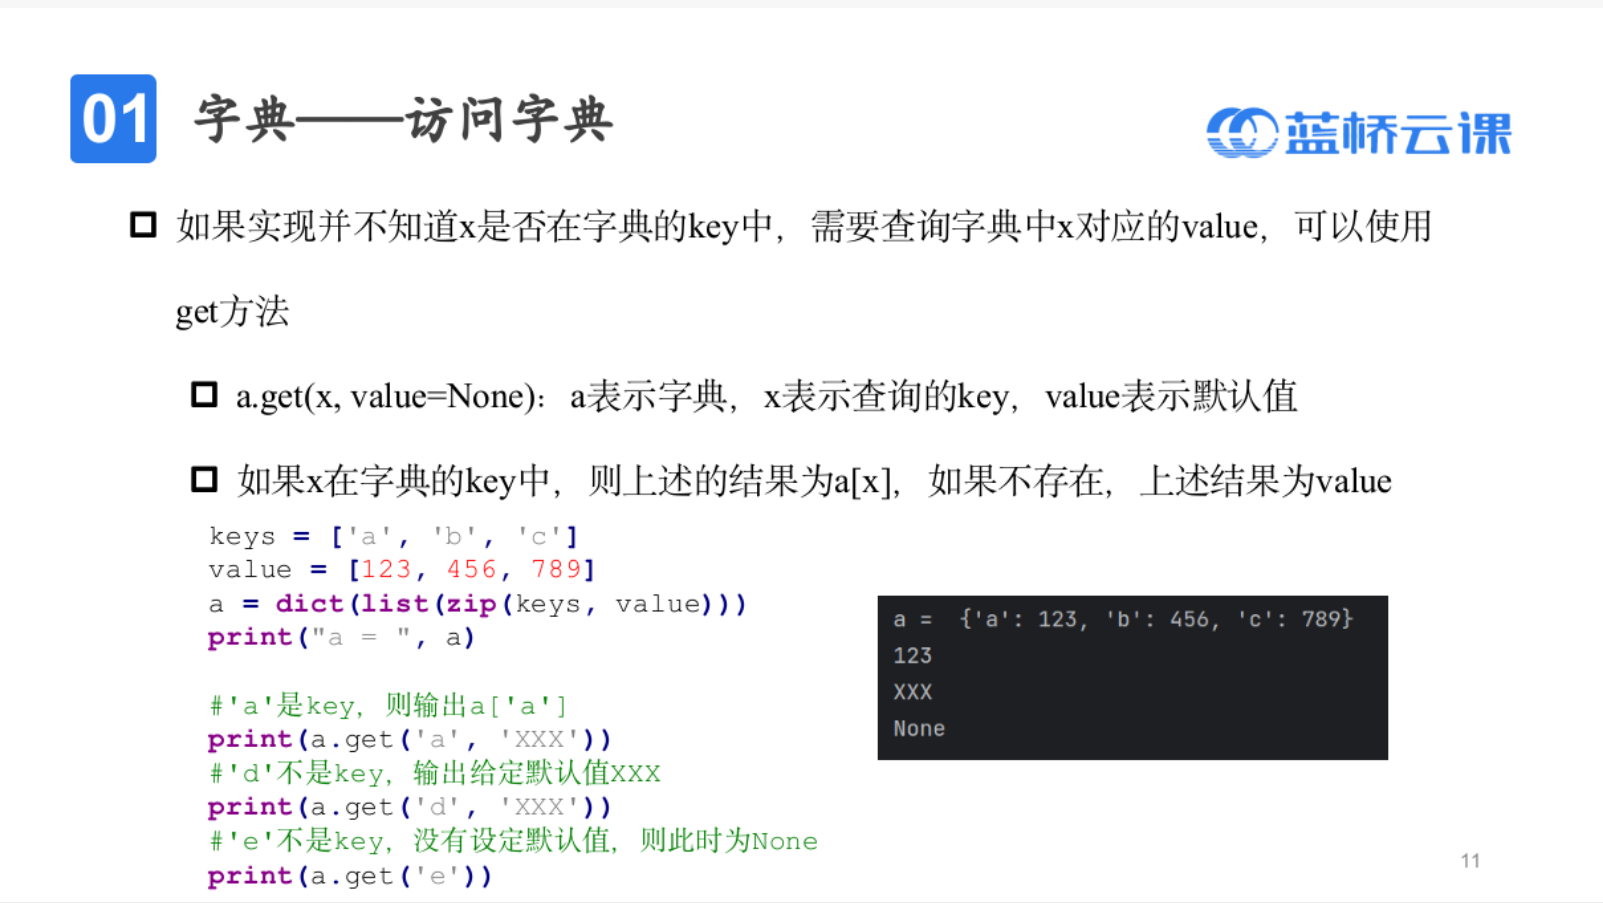 01 字典——访问字典
蓝桥云课
如果实现并不知道x是否在字典的key中，需要查询字典中x对应的value，可以使用
get方法
a.get(x, value=None)：a表示字典，x表示查询的key，value表示默认值
如果x在字典的key中，则上述的结果为a[x]，如果不存在，上述结果为value
keys = ['a', 'b', 'c']
value = [123, 456, 789]
a = dict(list(zip(keys, value)))
print("a = ", a)
#'a'是key，则输出a['a']
print(a.get('a', 'XXX'))
#'d'不是key，输出给定默认值XXX
print(a.get('d', 'XXX'))
#'e'不是key，没有设定默认值，则此时为None
print(a.get('e'))
a =  {'a': 123, 'b': 456, 'c': 789}
123
XXX
None
11